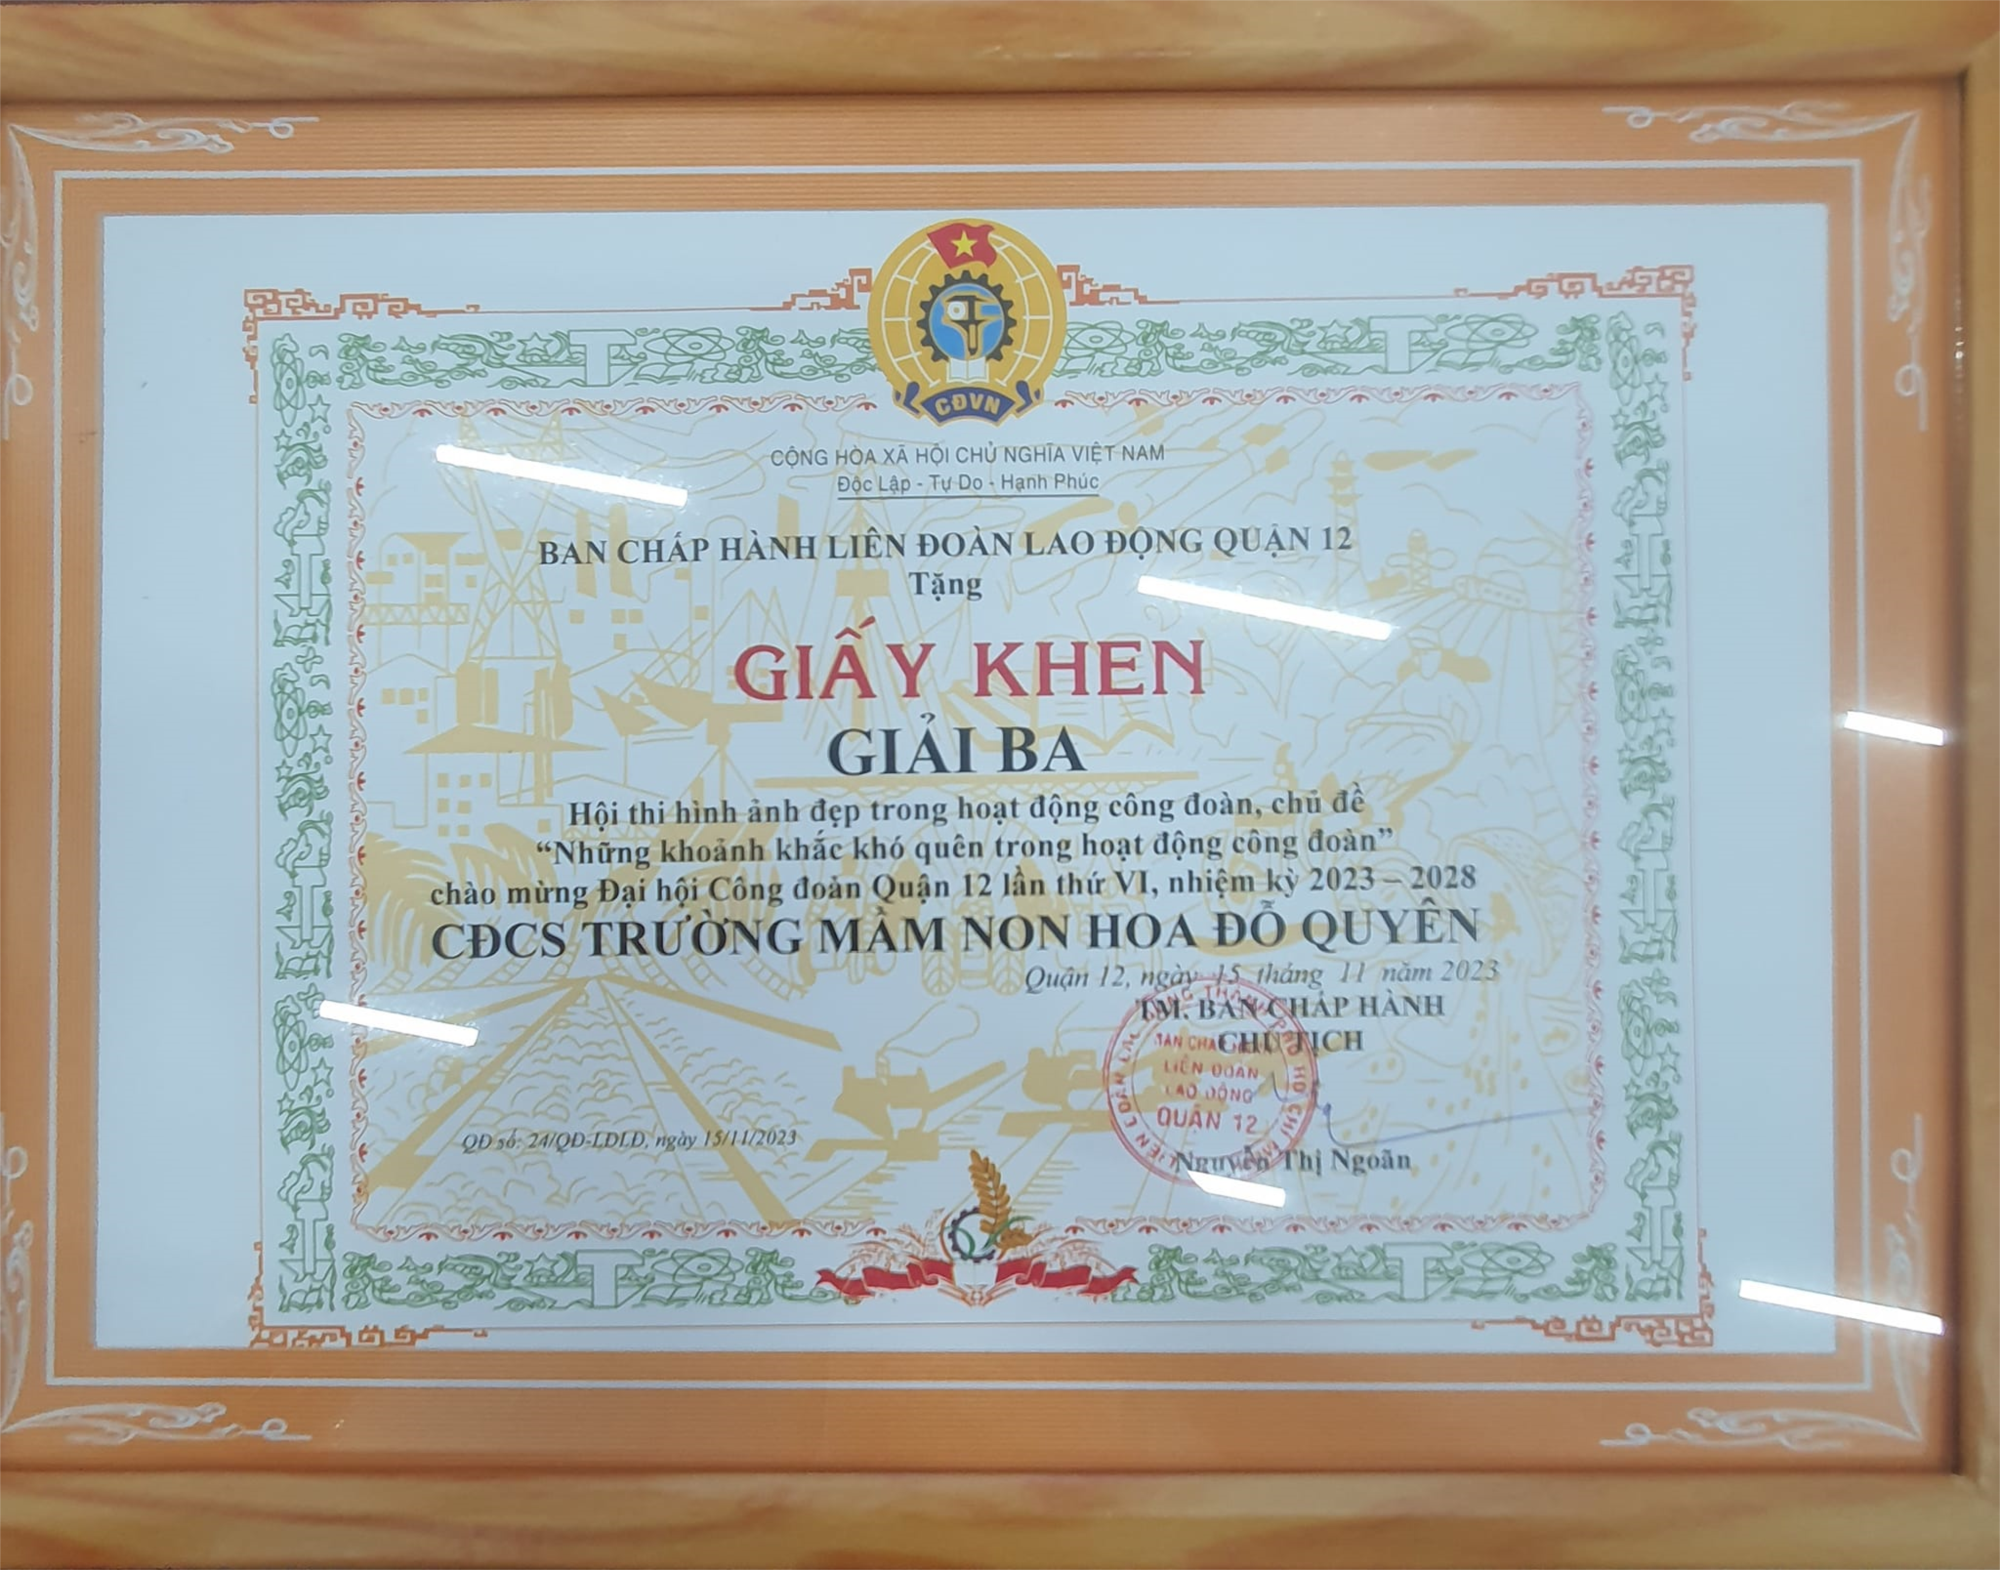 CĐVN
CỘNG HÒA XÃ HỘI CHỦ NGHĨA VIỆT NAM
Độc Lập - Tự Do - Hạnh Phúc
BAN CHẤP HÀNH LIÊN ĐOÀN LAO ĐỘNG QUẬN 12
Tặng
GIẤY KHEN
GIẢI BA
Hội thi hình ảnh đẹp trong hoạt động công đoàn, chủ đề
“Những khoảnh khắc khó quên trong hoạt động công đoàn”
chào mừng Đại hội Công đoàn Quận 12 lần thứ VI, nhiệm kỳ 2023 – 2028
CĐCS TRƯỜNG MẦM NON HOA ĐỖ QUYÊN
Quận 12, ngày 15 tháng 11 năm 2023
TM. BAN CHẤP HÀNH
CHỦ TỊCH
LIÊN ĐOÀN
LAO ĐỘNG
QUẬN 12
QĐ số: 24/QĐ-LĐLĐ, ngày 15/11/2023
Nguyễn Thị Ngoãn